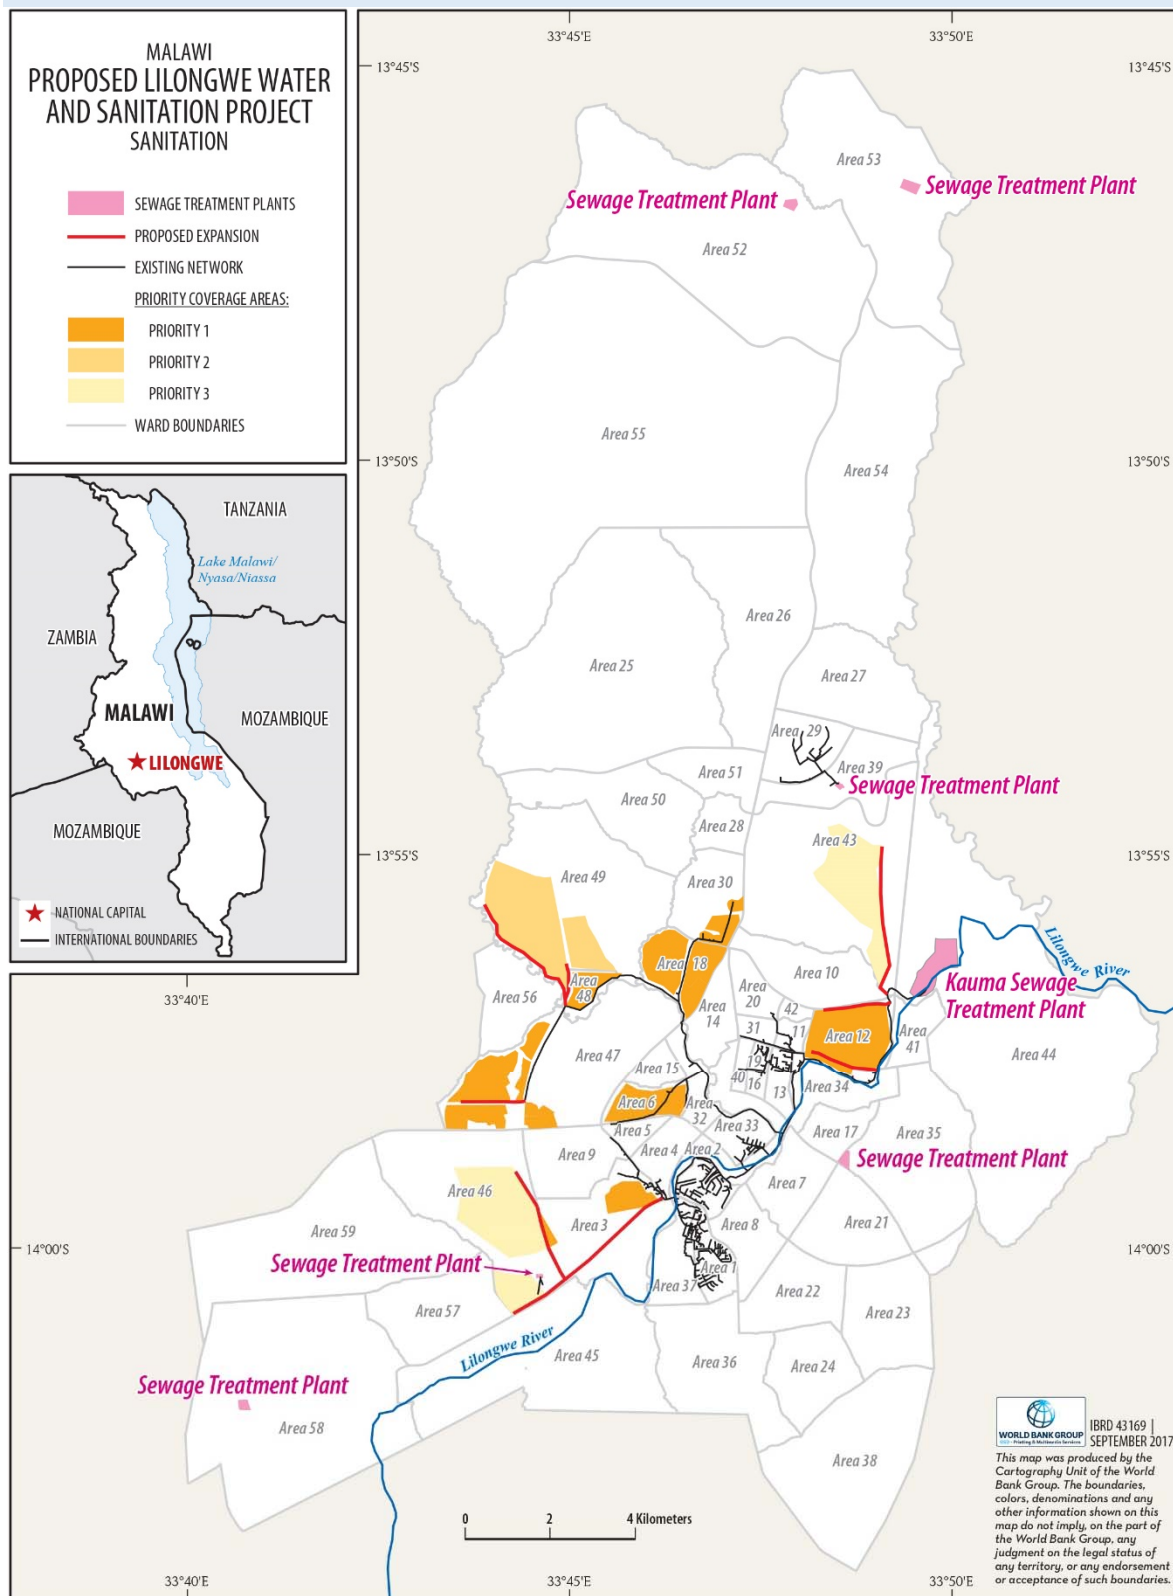 MALAWI
PROPOSED LILONGWE WATER
AND SANITATION PROJECT
SANITATION
SEWAGE TREATMENT PLANTS
PROPOSED EXPANSION
EXISTING NETWORK
PRIORITY COVERAGE AREAS:
PRIORITY 1
PRIORITY 2
PRIORITY 3
WARD BOUNDARIES
TANZANIA
Lake Malawi/
Nyasa/Niassa
ZAMBIA
MALAWI
MOZAMBIQUE
LILONGWE
MOZAMBIQUE
NATIONAL CAPITAL
INTERNATIONAL BOUNDARIES
33°45'E
33°50'E
13°45'S
13°45'S
Area 53
Sewage Treatment Plant
Sewage Treatment Plant
Area 52
Area 55
13°50'S
13°50'S
Area 54
Area 26
Area 25
Area 27
Area 29
Area 51
Area 39
Sewage Treatment Plant
Area 50
Area 28
Area 43
13°55'S
13°55'S
Area 49
Area 30
Lilongwe River
Area 18
Area 10
Area
48
Area
20
Kauma Sewage
Treatment Plant
33°40'E
Area 56
Area
14
42
31
11
Area 12
Area
41
Area 44
Area 47
Area 15
19
40
16
13
Area 34
Area 6
Area
32
Area 5
Area 33
Area 17
Area 35
Area 9
Area 4
Area 2
Sewage Treatment Plant
Area 46
Area 7
Area 59
Area 3
Area 8
Area 21
14°00'S
14°00'S
Sewage Treatment Plant
Area 1
Area 37
Area 22
Area 57
Area 23
Lilongwe River
Area 45
Area 36
Area 24
Sewage Treatment Plant
Area 58
Area 38
0 2 4 Kilometers
33°40'E
33°45'E
33°50'E
WORLD BANK GROUP
IBRD 43169 |
SEPTEMBER 2017
This map was produced by the
Cartography Unit of the World
Bank Group. The boundaries,
colors, denominations and any
other information shown on this
map do not imply, on the part of
the World Bank Group, any
judgment on the legal status of
any territory, or any endorsement
or acceptance of such boundaries.